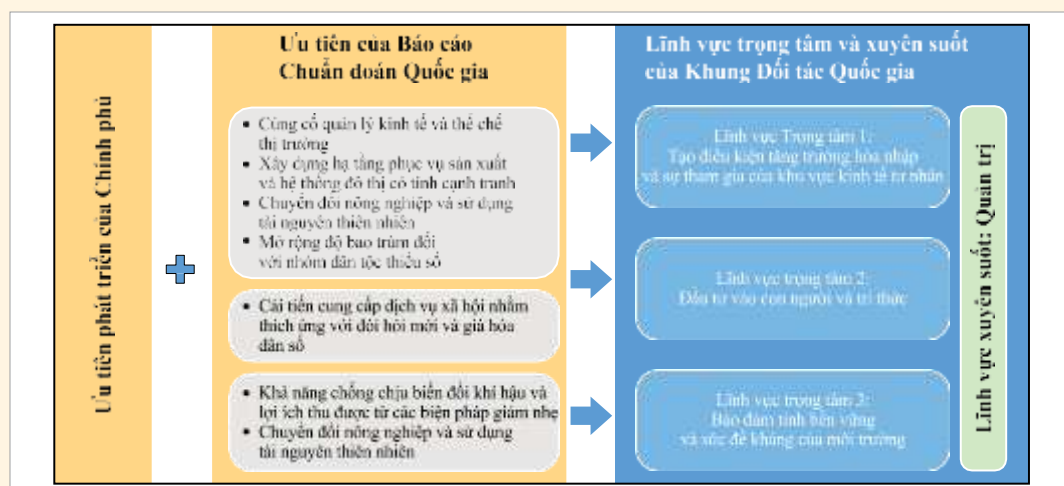 Ưu tiên phát triển của Chính phủ
Ưu tiên của Báo cáo
Chuẩn đoán Quốc gia
• Củng cố quản lý kinh tế và thể chế
thị trường
• Xây dựng hạ tầng phục vụ sản xuất
và hệ thống đô thị có tính cạnh tranh
• Chuyển đổi nông nghiệp và sử dụng
tài nguyên thiên nhiên
• Mở rộng độ bao trùm đối
với nhóm dân tộc thiểu số
• Cải tiến cung cấp dịch vụ xã hội nhằm
thích ứng với đòi hỏi mới và già hóa
dân số
• Khả năng chống chịu biến đổi khí hậu và
lợi ích thu được từ các biện pháp giảm nhẹ
• Chuyển đổi nông nghiệp và sử dụng
tài nguyên thiên nhiên
Lĩnh vực trọng tâm và xuyên suốt
của Khung Đối tác Quốc gia
Lĩnh vực Trọng tâm 1:
Tạo điều kiện tăng trưởng hòa nhập
và sự tham gia của khu vực kinh tế tư nhân
Lĩnh vực trọng tâm 2:
Đầu tư vào con người và tri thức
Lĩnh vực trọng tâm 3:
Bảo đảm tính bền vững
và sức đề kháng của môi trường
Lĩnh vực xuyên suốt: Quản trị